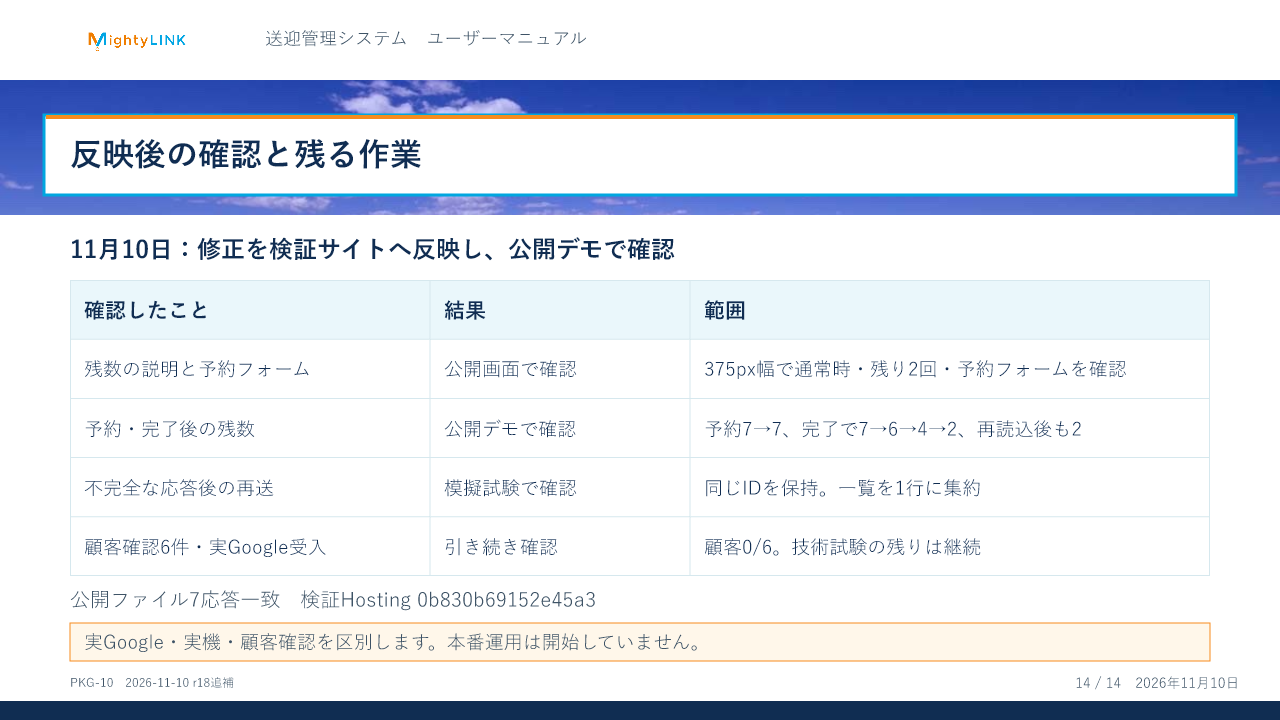 MightyLINK
送迎管理システム　ユーザーマニュアル
反映後の確認と残る作業
11月10日：修正を検証サイトへ反映し、公開デモで確認
確認したこと 結果 範囲
残数の説明と予約フォーム 公開画面で確認 375px幅で通常時・残り2回・予約フォームを確認
予約・完了後の残数 公開デモで確認 予約7→7、完了で7→6→4→2、再読込後も2
不完全な応答後の再送 模擬試験で確認 同じIDを保持。一覧を1行に集約
顧客確認6件・実Google受入 引き続き確認 顧客0/6。技術試験の残りは継続
公開ファイル7応答一致　検証Hosting 0b830b69152e45a3
実Google・実機・顧客確認を区別します。本番運用は開始していません。
PKG-10　2026-11-10 r18追補 14 / 14　2026年11月10日